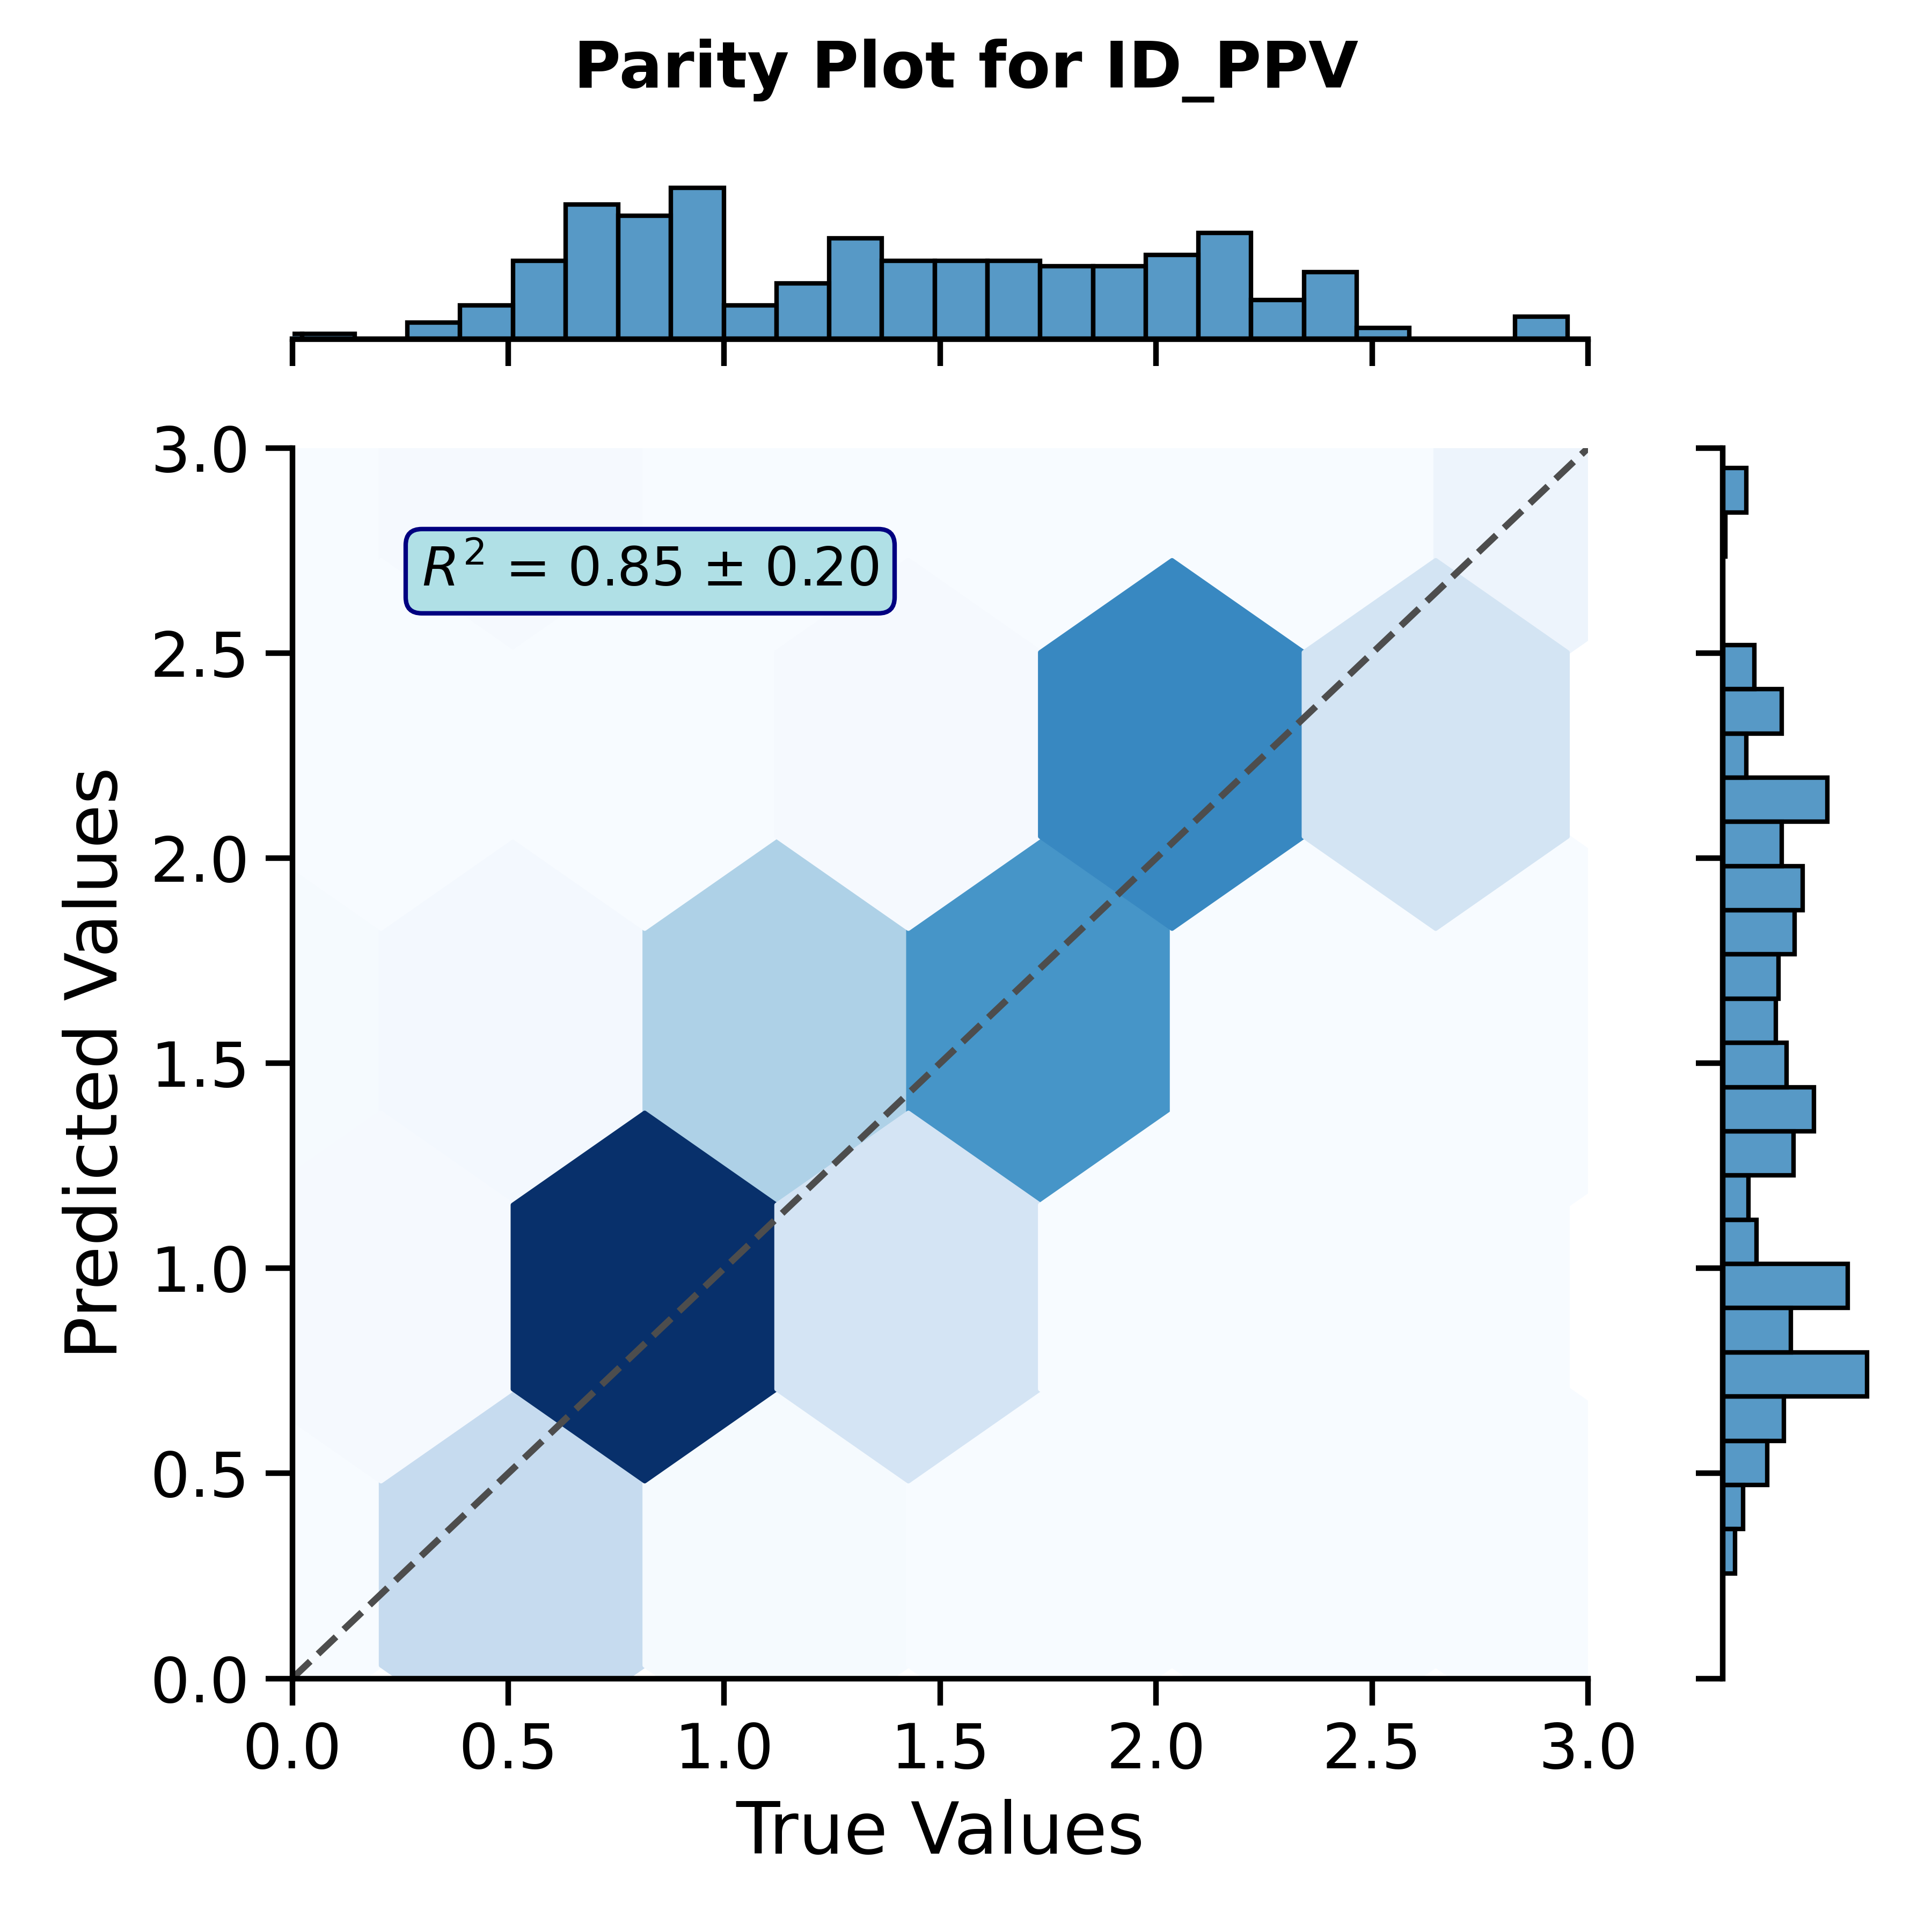 Parity Plot for ID_PPV
3.0
R² = 0.85 ± 0.20
2.5
2.0
1.5
1.0
0.5
0.0
Predicted Values
0.0 0.5 1.0 1.5 2.0 2.5 3.0
True Values